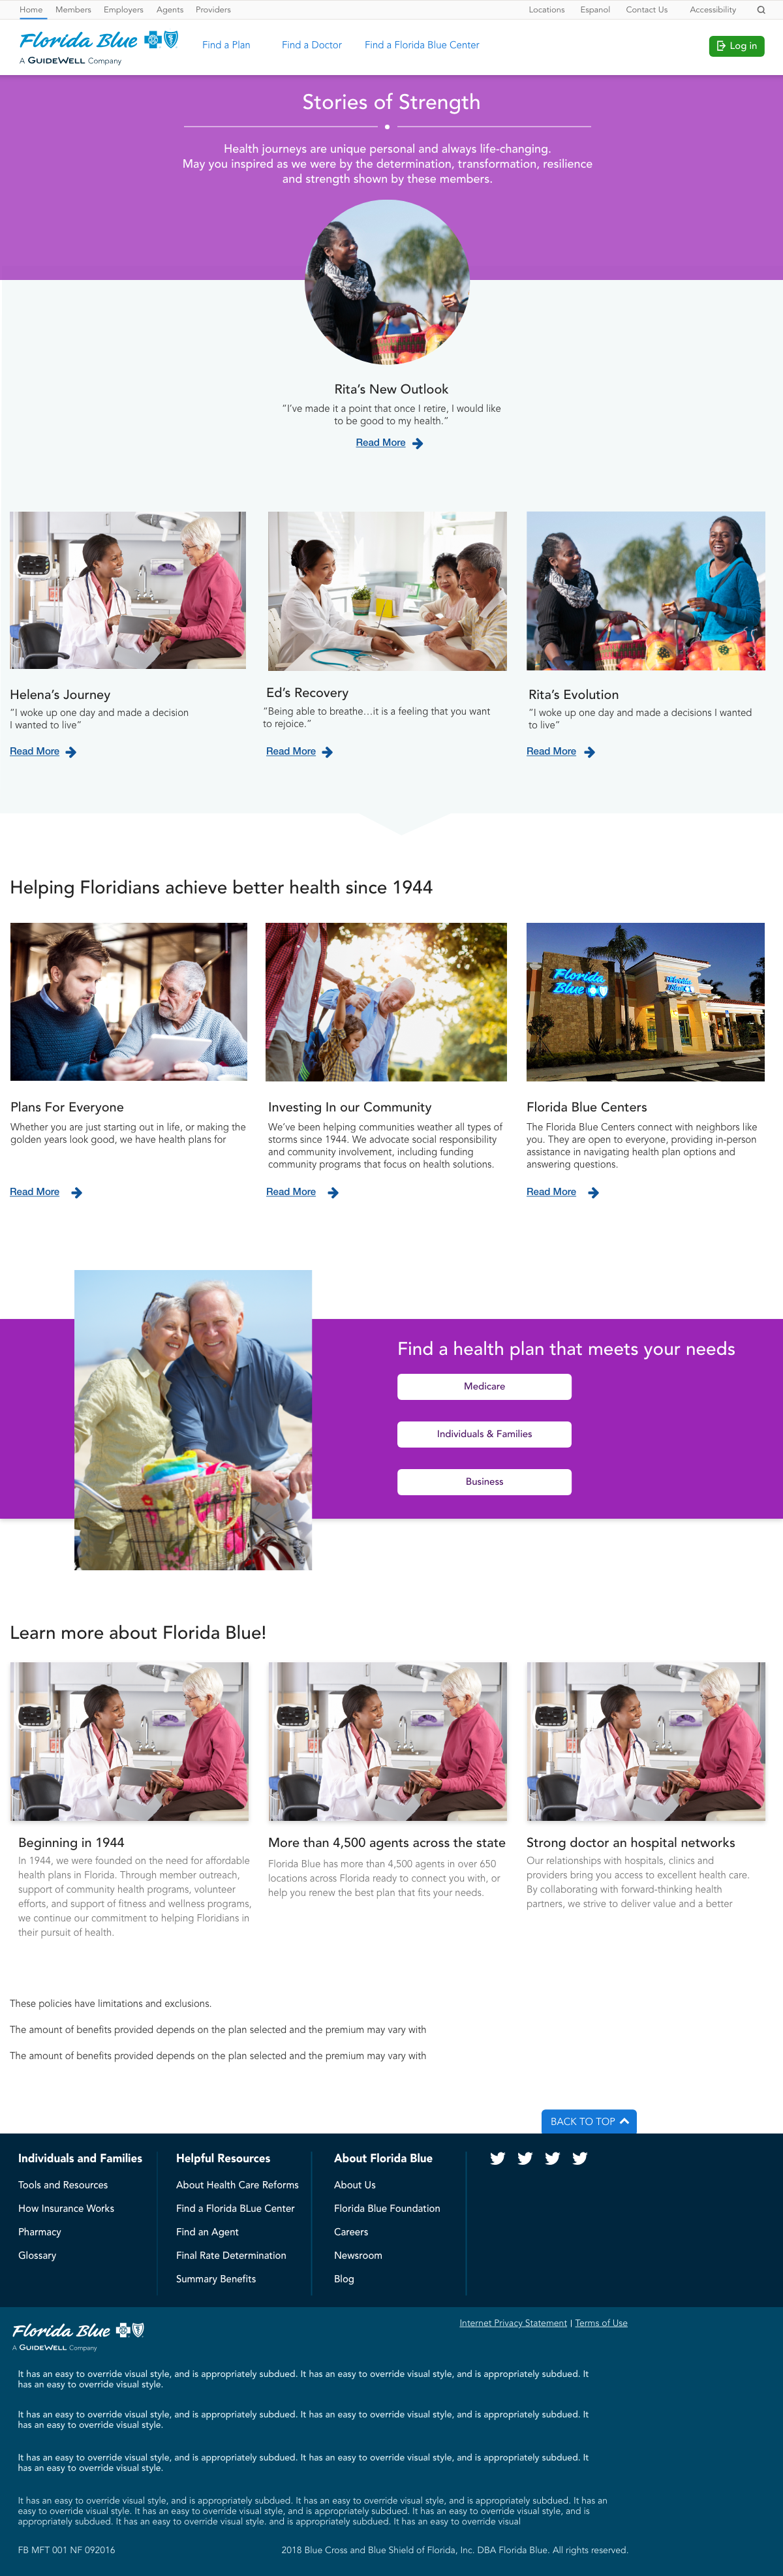 Home Members Employers Agents Providers Locations Espanol Contact Us Accessibility
Florida Blue
A GUIDEWELL Company
Find a Plan Find a Doctor Find a Florida Blue Center Log in
Stories of Strength
Health journeys are unique personal and always life-changing.
May you inspired as we were by the determination, transformation, resilience
and strength shown by these members.
Rita’s New Outlook
“I’ve made it a point that once I retire, I would like
to be good to my health.”
Read More
Helena’s Journey
“I woke up one day and made a decision
I wanted to live”
Read More
Ed’s Recovery
“Being able to breathe…it is a feeling that you want
to rejoice.”
Read More
Rita’s Evolution
“I woke up one day and made a decisions I wanted
to live”
Read More
Helping Floridians achieve better health since 1944
Florida
Blue
Florida
Blue
Plans For Everyone
Whether you are just starting out in life, or making the
golden years look good, we have health plans for
Read More
Investing In our Community
We’ve been helping communities weather all types of
storms since 1944. We advocate social responsibility
and community involvement, including funding
community programs that focus on health solutions.
Read More
Florida Blue Centers
The Florida Blue Centers connect with neighbors like
you. They are open to everyone, providing in-person
assistance in navigating health plan options and
answering questions.
Read More
Find a health plan that meets your needs
Medicare
Individuals & Families
Business
Learn more about Florida Blue!
Beginning in 1944
In 1944, we were founded on the need for affordable
health plans in Florida. Through member outreach,
support of community health programs, volunteer
efforts, and support of fitness and wellness programs,
we continue our commitment to helping Floridians in
their pursuit of health.
More than 4,500 agents across the state
Florida Blue has more than 4,500 agents in over 650
locations across Florida ready to connect you with, or
help you renew the best plan that fits your needs.
Strong doctor an hospital networks
Our relationships with hospitals, clinics and
providers bring you access to excellent health care.
By collaborating with forward-thinking health
partners, we strive to deliver value and a better
These policies have limitations and exclusions.
The amount of benefits provided depends on the plan selected and the premium may vary with
The amount of benefits provided depends on the plan selected and the premium may vary with
BACK TO TOP
Individuals and Families
Tools and Resources
How Insurance Works
Pharmacy
Glossary
Helpful Resources
About Health Care Reforms
Find a Florida BLue Center
Find an Agent
Final Rate Determination
Summary Benefits
About Florida Blue
About Us
Florida Blue Foundation
Careers
Newsroom
Blog
Florida Blue
A GUIDEWELL Company
Internet Privacy Statement | Terms of Use
It has an easy to override visual style, and is appropriately subdued. It has an easy to override visual style, and is appropriately subdued. It
has an easy to override visual style.
It has an easy to override visual style, and is appropriately subdued. It has an easy to override visual style, and is appropriately subdued. It
has an easy to override visual style.
It has an easy to override visual style, and is appropriately subdued. It has an easy to override visual style, and is appropriately subdued. It
has an easy to override visual style.
It has an easy to override visual style, and is appropriately subdued. It has an easy to override visual style, and is appropriately subdued. It has an
easy to override visual style. It has an easy to override visual style, and is appropriately subdued. It has an easy to override visual style, and is
appropriately subdued. It has an easy to override visual style. and is appropriately subdued. It has an easy to override visual
FB MFT 001 NF 092016 2018 Blue Cross and Blue Shield of Florida, Inc. DBA Florida Blue. All rights reserved.